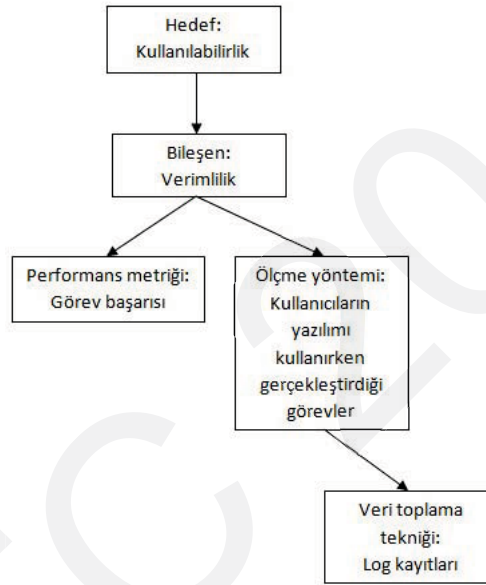 Hedef:
Kullanılabilirlik
Bileşen:
Verimlilik
Performans metriği:
Görev başarısı
Ölçme yöntemi:
Kullanıcıların
yazılımı
kullanırken
gerçekleştirdiği
görevler
Veri toplama
tekniği:
Log kayıtları